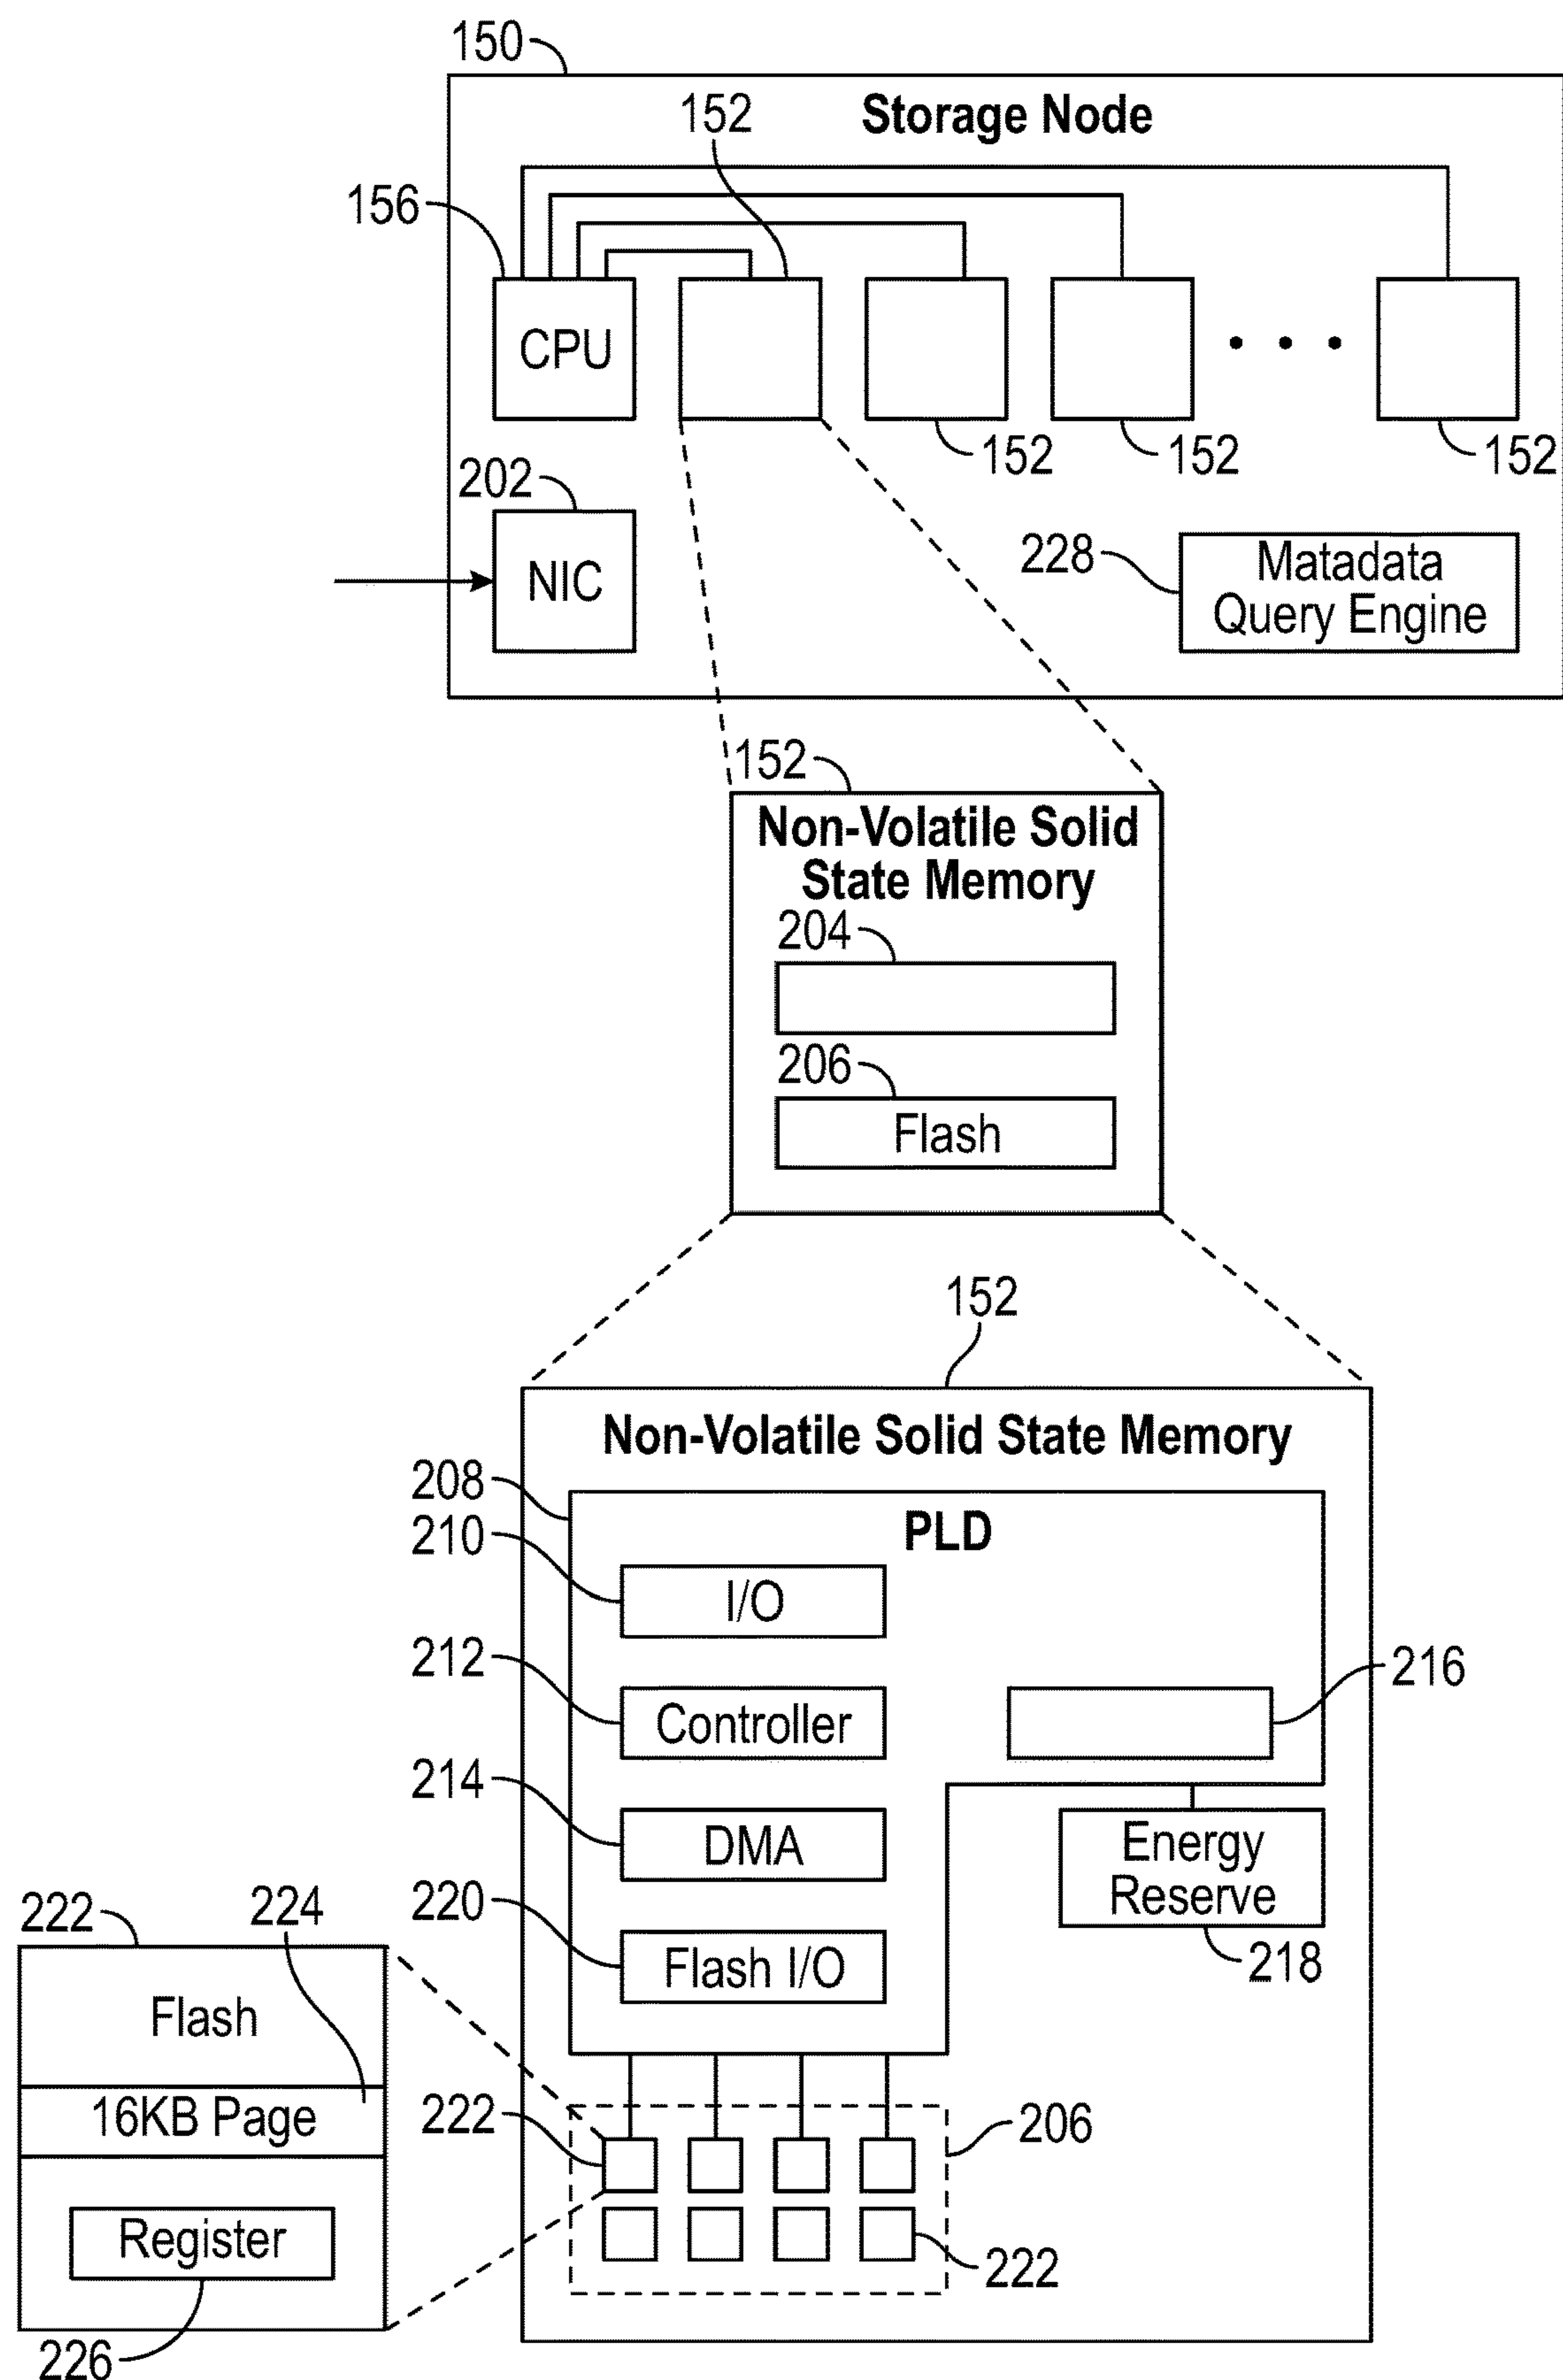 150
Storage Node
152
156
CPU
152
152
152
202
NIC
228
Matadata
Query Engine
152
Non-Volatile Solid
State Memory
204
206
Flash
152
Non-Volatile Solid State Memory
208
PLD
210
I/O
212
Controller
216
214
DMA
Energy
Reserve
218
220
Flash I/O
222
224
Flash
16KB Page
Register
226
222
206
222